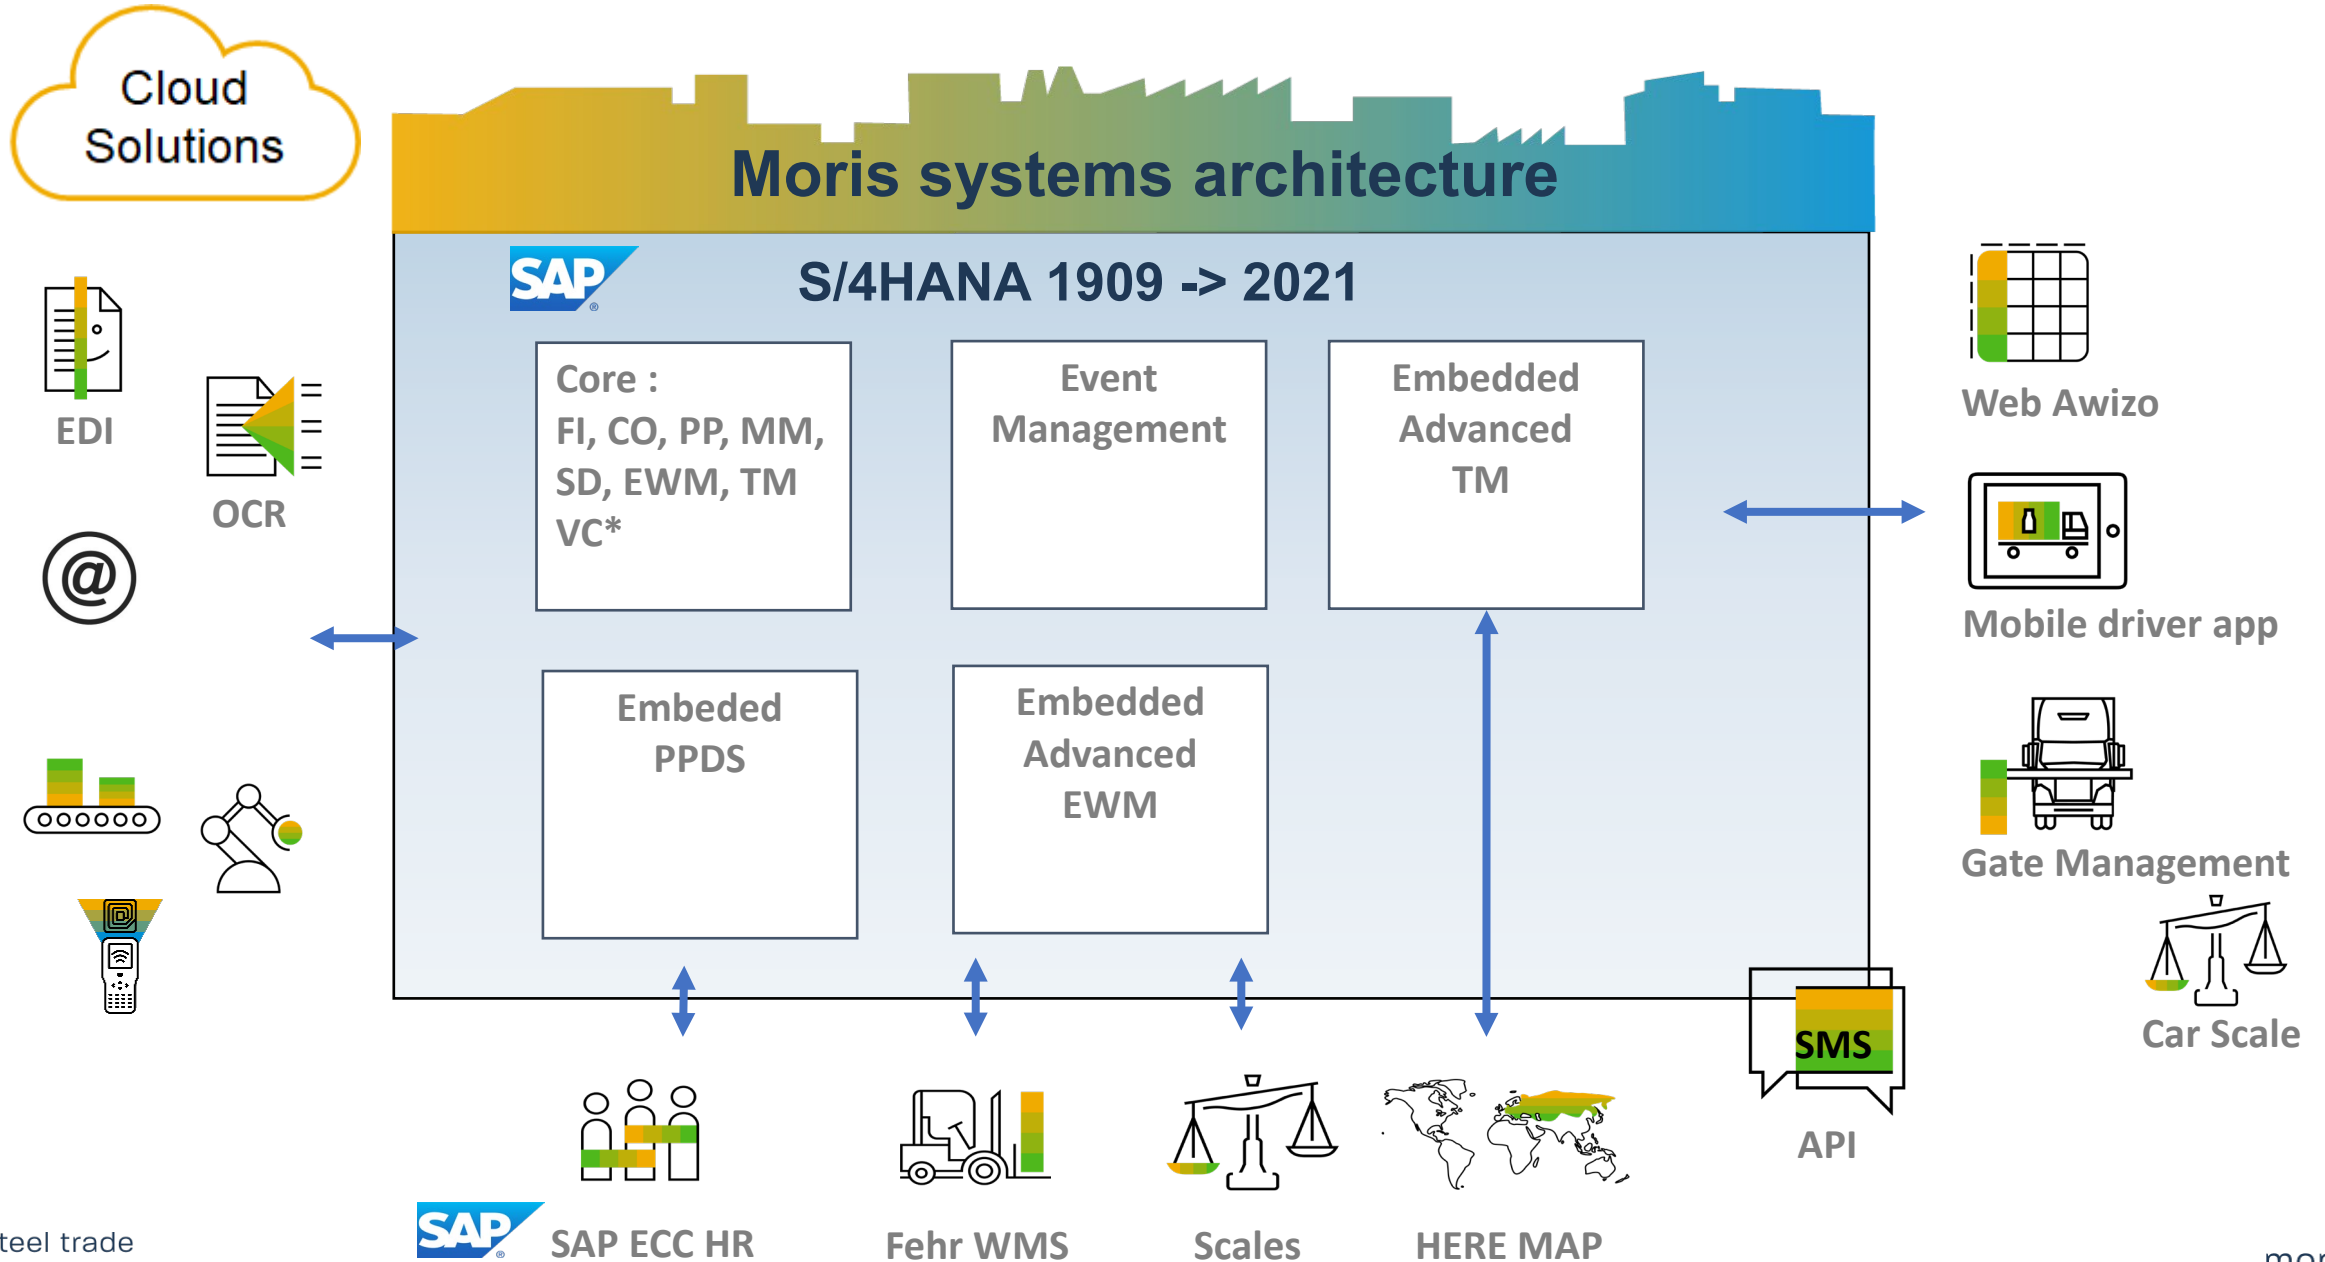 Cloud
Solutions
Moris systems architecture
SAP
®
S/4HANA 1909 -> 2021
Core :
FI, CO, PP, MM,
SD, EWM, TM
VC*
Event
Management
Embedded
Advanced
TM
Embeded
PPDS
Embedded
Advanced
EWM
EDI
OCR
@
Web Awizo
Mobile driver app
Gate Management
Car Scale
SMS
API
SAP
®
SAP ECC HR
Fehr WMS
Scales
HERE MAP
teel trade
mor